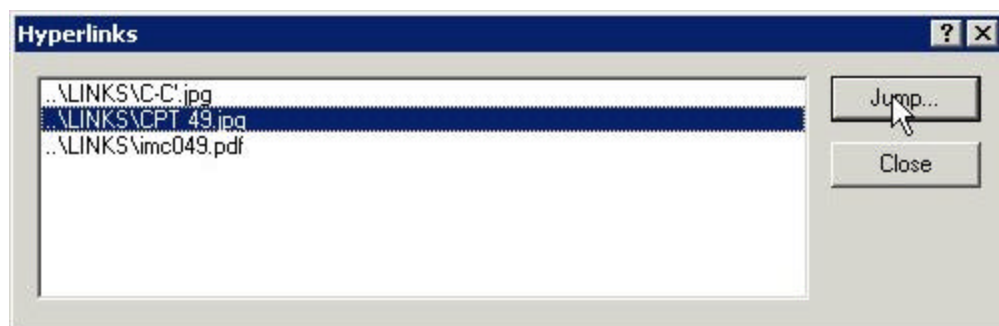 Hyperlinks
..\LINKS\C-C'.jpg
..\LINKS\CPT 49.jpg
..\LINKS\imc049.pdf
Jump...
Close